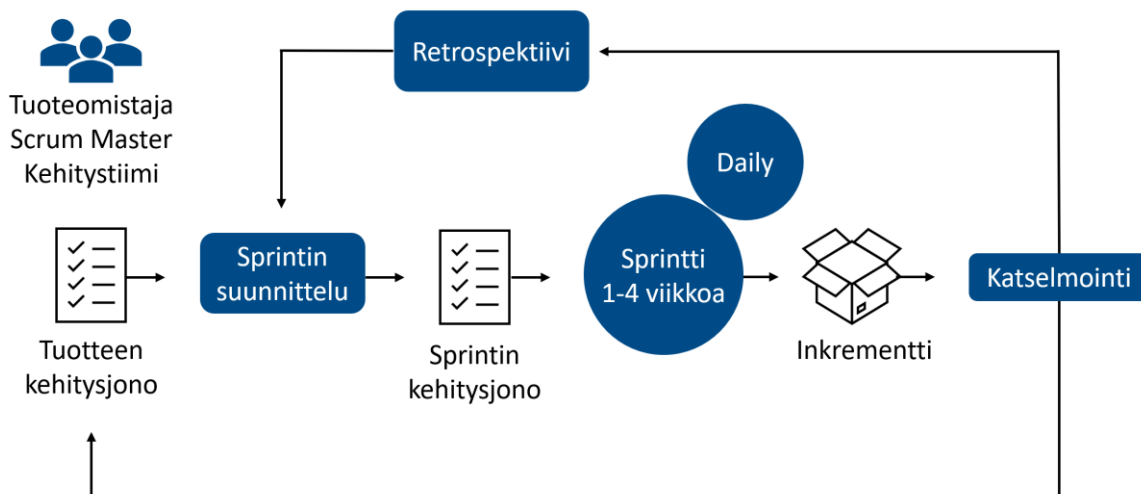 Tuoteomistaja
Scrum Master
Kehitystiimi
Retrospektiivi
Daily
Tuotteen
kehitysjono
Sprintin
suunnittelu
Sprintin
kehitysjono
Sprintti
1-4 viikkoa
Inkrementti
Katselmointi